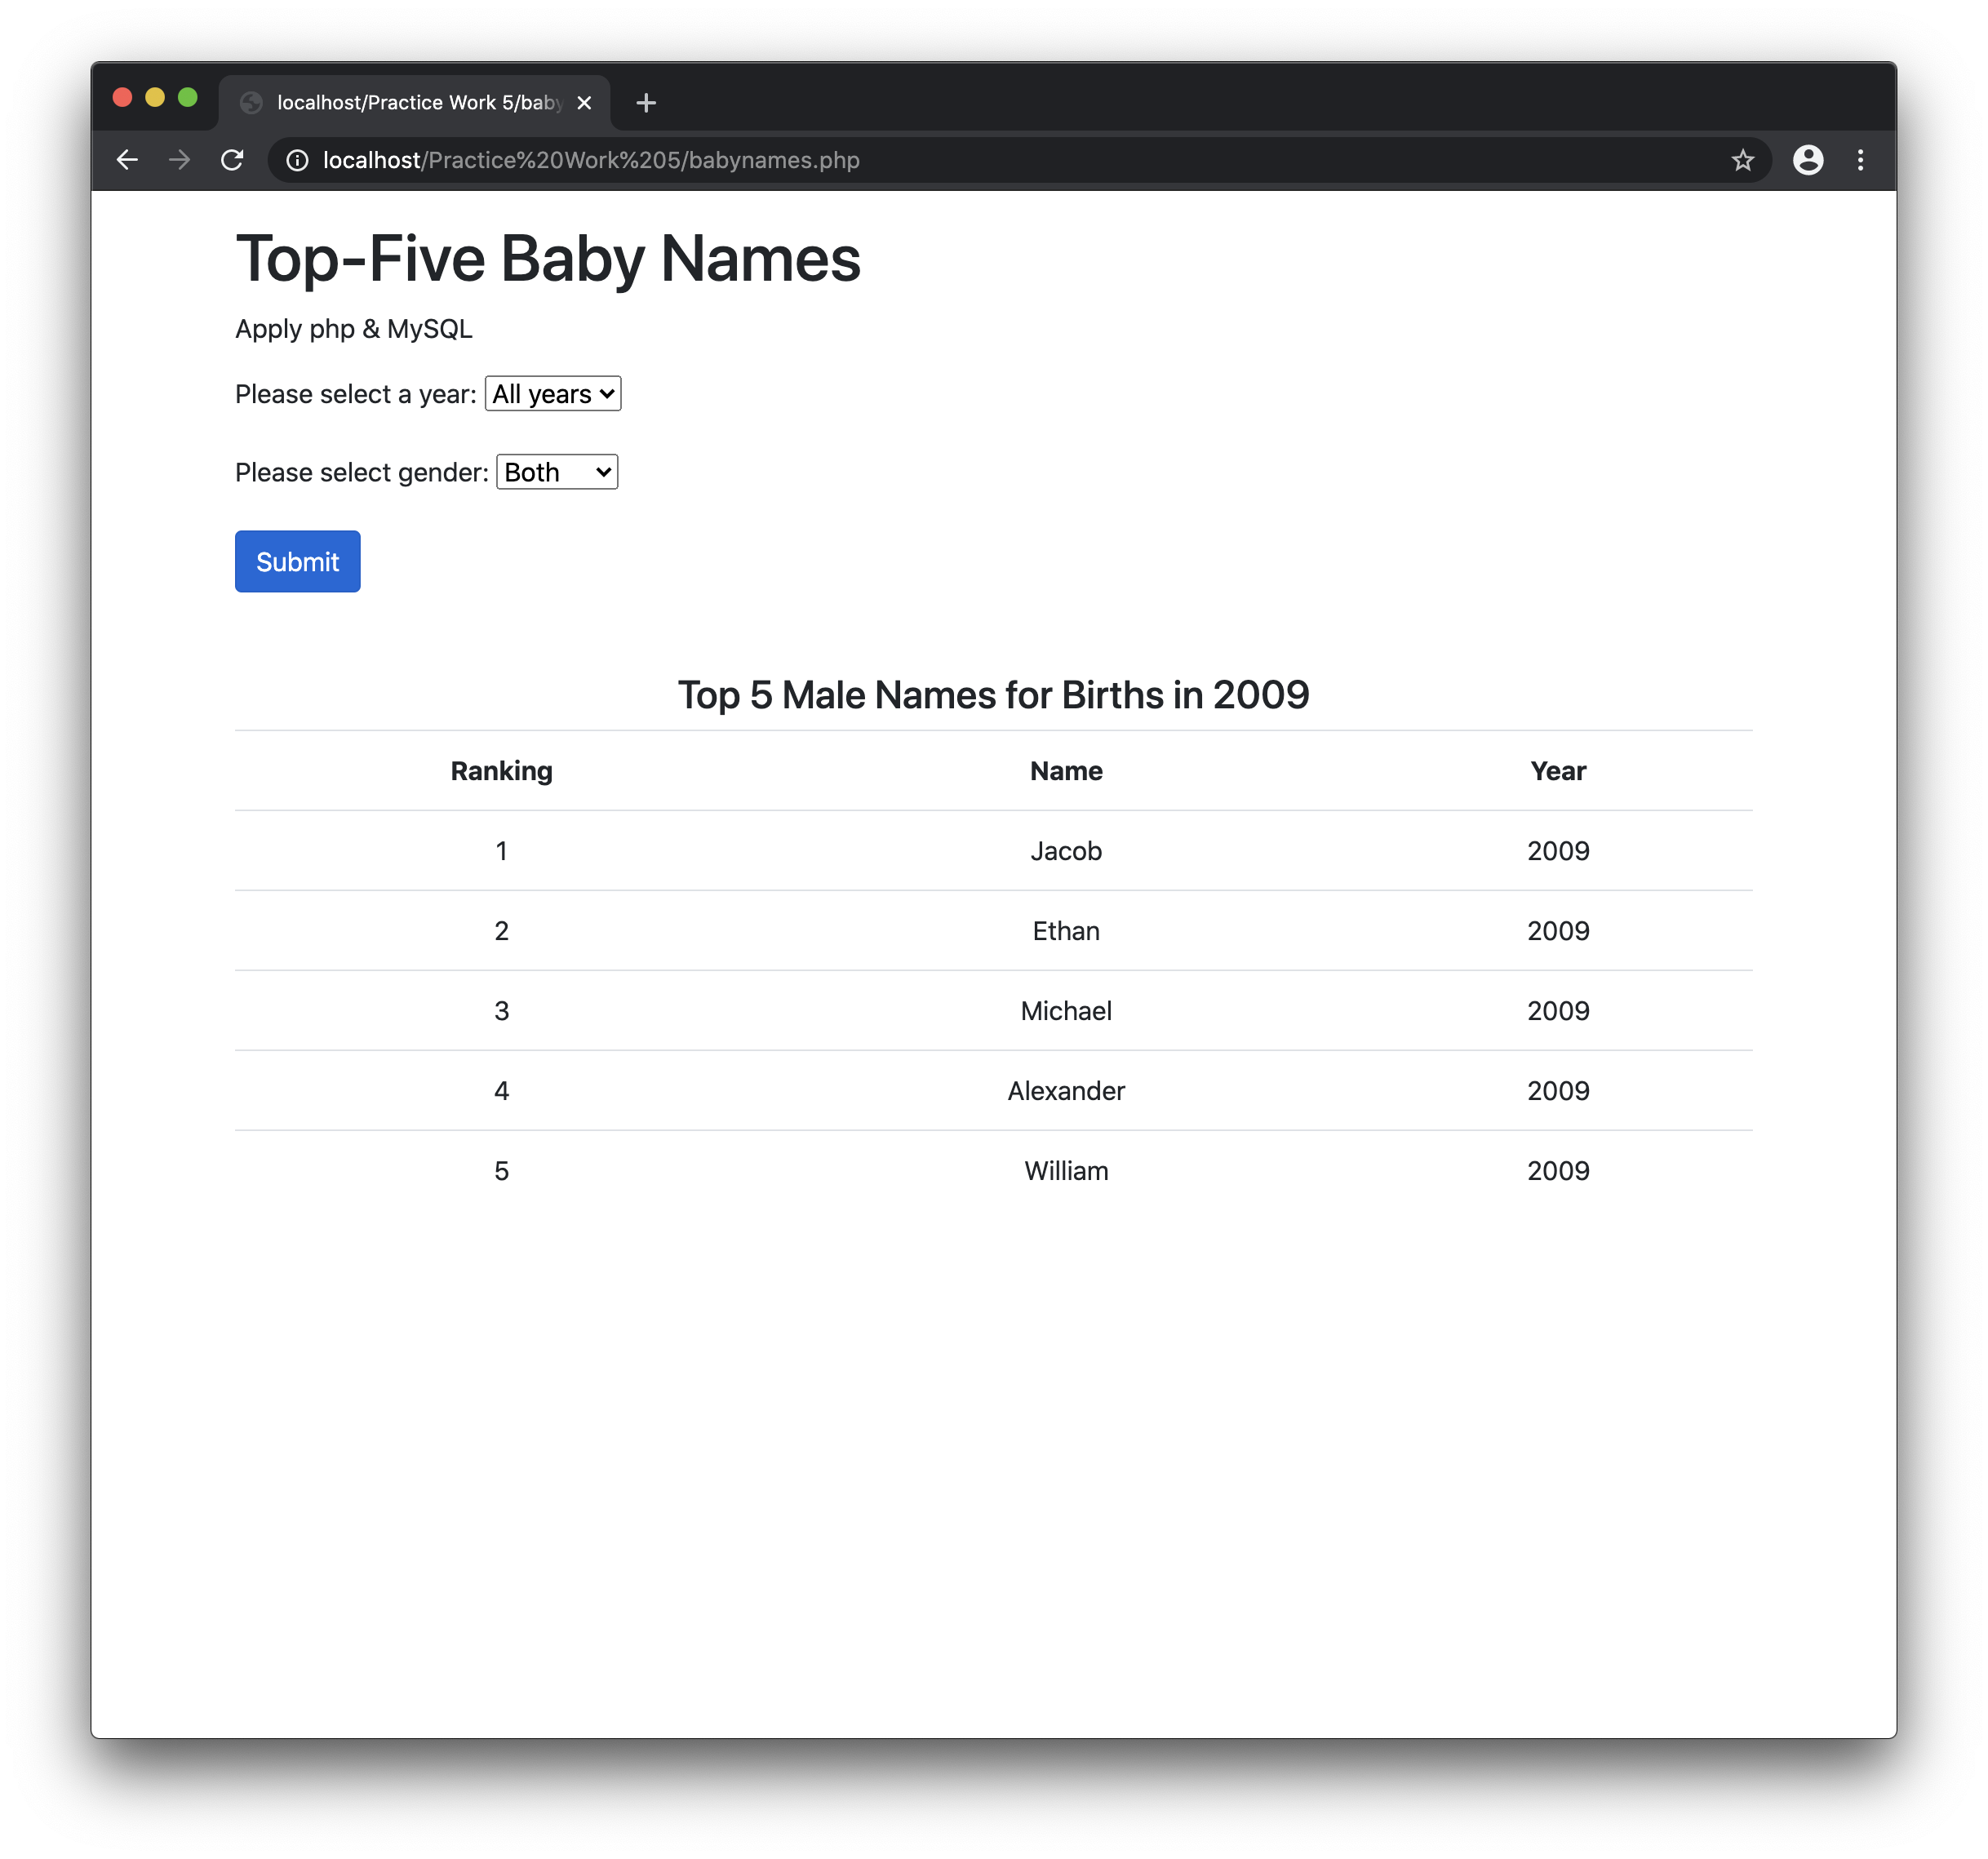 localhost/Practice Work 5/baby
localhost/Practice%20Work%205/babynames.php
Top-Five Baby Names
Apply php & MySQL
Please select a year: All years
Please select gender: Both
Submit
Top 5 Male Names for Births in 2009
Ranking Name Year
1 Jacob 2009
2 Ethan 2009
3 Michael 2009
4 Alexander 2009
5 William 2009